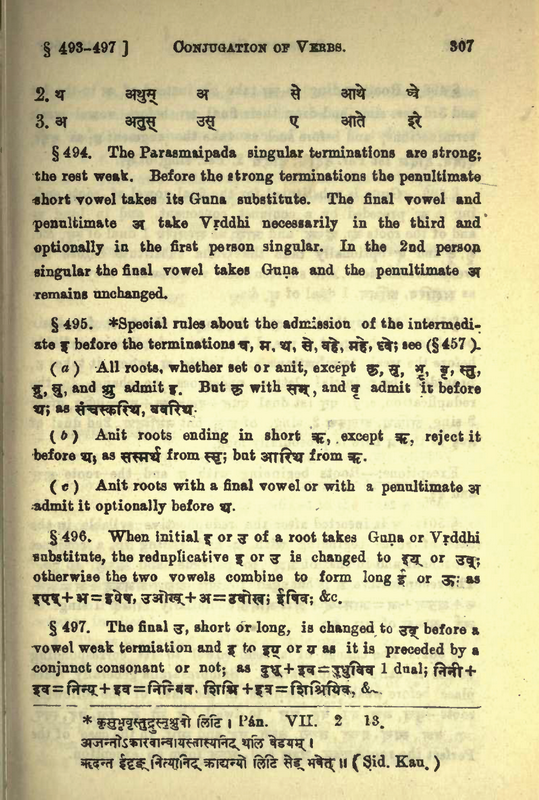 § 493-497 ] CONJUGATION OF VERBS. 307
2. थ अथुस् अ से आथे ध्वे
3. अ अतुस् उस् ए आते इरे
§ 494. The Parasmaipada singular terminations are strong;
the rest weak. Before the strong terminations the penultimate
short vowel takes its Guna substitute. The final vowel and
penultimate अ take Vṛddhi necessarily in the third and
optionally in the first person singular. In the 2nd person
singular the final vowel takes Guṇa and the penultimate अ
remains unchanged.
§ 495. *Special rules about the admission of the intermedi-
ate इ before the terminations व, म, थ, से, वहे, महे, ध्वे; see (§ 457 ).
( a ) All roots, whether set or anit, except कृ, सृ, भृ, वृ, स्तु,
द्रु, स्रु, and श्रु admit इ. But कृ with सम्, and वृ admit it before
थ; as संचस्करिथ, ववरिथ.
( b ) Anit roots ending in short ऋ, except ऋ, reject it
before थ; as सस्मर्थ from स्मृ; but आरिथ from ऋ.
( c ) Anit roots with a final vowel or with a penultimate अ
admit it optionally before थ.
§ 496. When initial इ or उ of a root takes Guṇa or Vṛddhi
substitute, the reduplicative इ or उ is changed to इय् or उव्;
otherwise the two vowels combine to form long ई or ऊ: as
इएष्+अ=इयेष, उओख्+अ=उवोख; ईषिव; &c.
§ 497. The final उ, short or long, is changed to उव् before a
vowel weak termiation and इ to इय् or य as it is preceded by a
conjunct consonant or not; as दुधू+इव=दुधुविव 1 dual; निनी+
इव=निन्य्+इव=निन्यिव. शिश्रि+इव=शिश्रियिव, &c.
* कृसृभृवृस्तुद्रुस्रुश्रुवो लिटि । Pán. VII. 2 13.
अजन्तोऽकारवान्वायस्तास्यनिट् थलि वेडयम् ।
ऋदन्त ईदृङ् नित्यानिट् क्राद्यन्यो लिटि सेड् भवेत् ॥ ( Sid. Kau. )